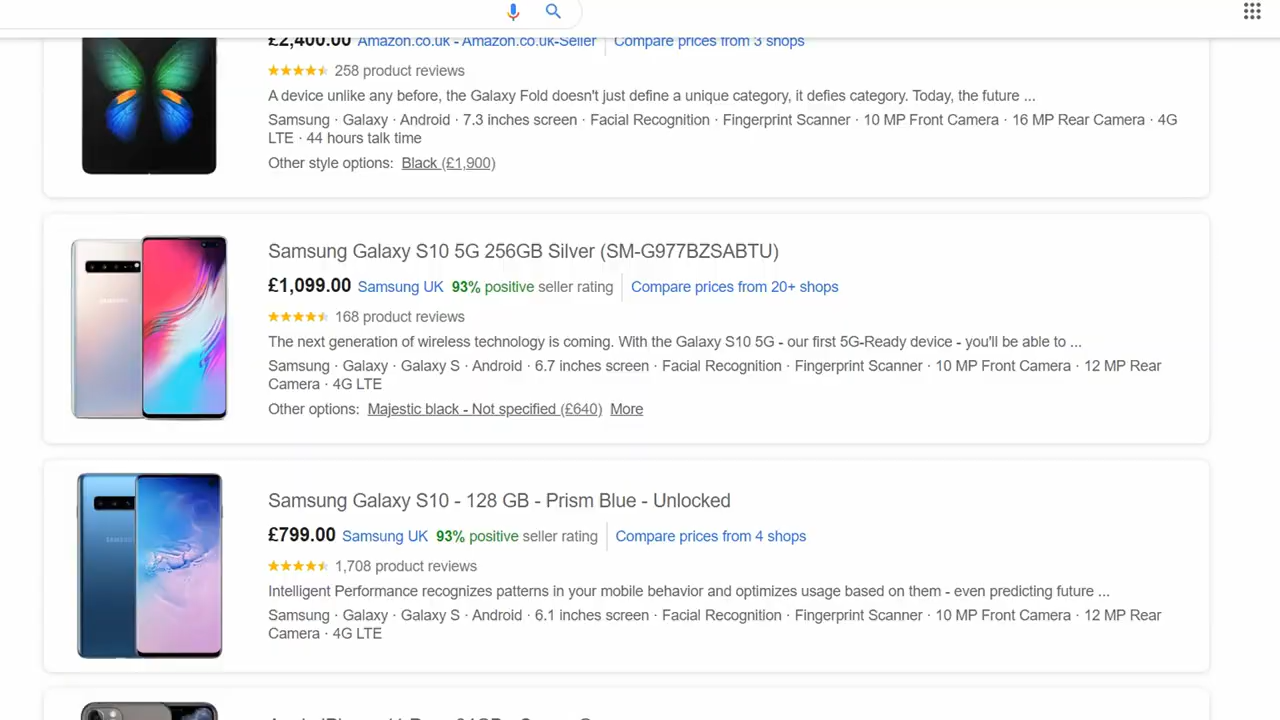 £2,400.00 Amazon.co.uk - Amazon.co.uk-Seller Compare prices from 3 shops
258 product reviews
A device unlike any before, the Galaxy Fold doesn't just define a unique category, it defies category. Today, the future ...
Samsung · Galaxy · Android · 7.3 inches screen · Facial Recognition · Fingerprint Scanner · 10 MP Front Camera · 16 MP Rear Camera · 4G
LTE · 44 hours talk time
Other style options: Black (£1,900)
Samsung Galaxy S10 5G 256GB Silver (SM-G977BZSABTU)
£1,099.00 Samsung UK 93% positive seller rating Compare prices from 20+ shops
168 product reviews
The next generation of wireless technology is coming. With the Galaxy S10 5G - our first 5G-Ready device - you'll be able to ...
Samsung · Galaxy · Galaxy S · Android · 6.7 inches screen · Facial Recognition · Fingerprint Scanner · 10 MP Front Camera · 12 MP Rear
Camera · 4G LTE
Other options: Majestic black - Not specified (£640) More
Samsung Galaxy S10 - 128 GB - Prism Blue - Unlocked
£799.00 Samsung UK 93% positive seller rating Compare prices from 4 shops
SAMSUNG
1,708 product reviews
Intelligent Performance recognizes patterns in your mobile behavior and optimizes usage based on them - even predicting future ...
Samsung · Galaxy · Galaxy S · Android · 6.1 inches screen · Facial Recognition · Fingerprint Scanner · 10 MP Front Camera · 12 MP Rear
Camera · 4G LTE